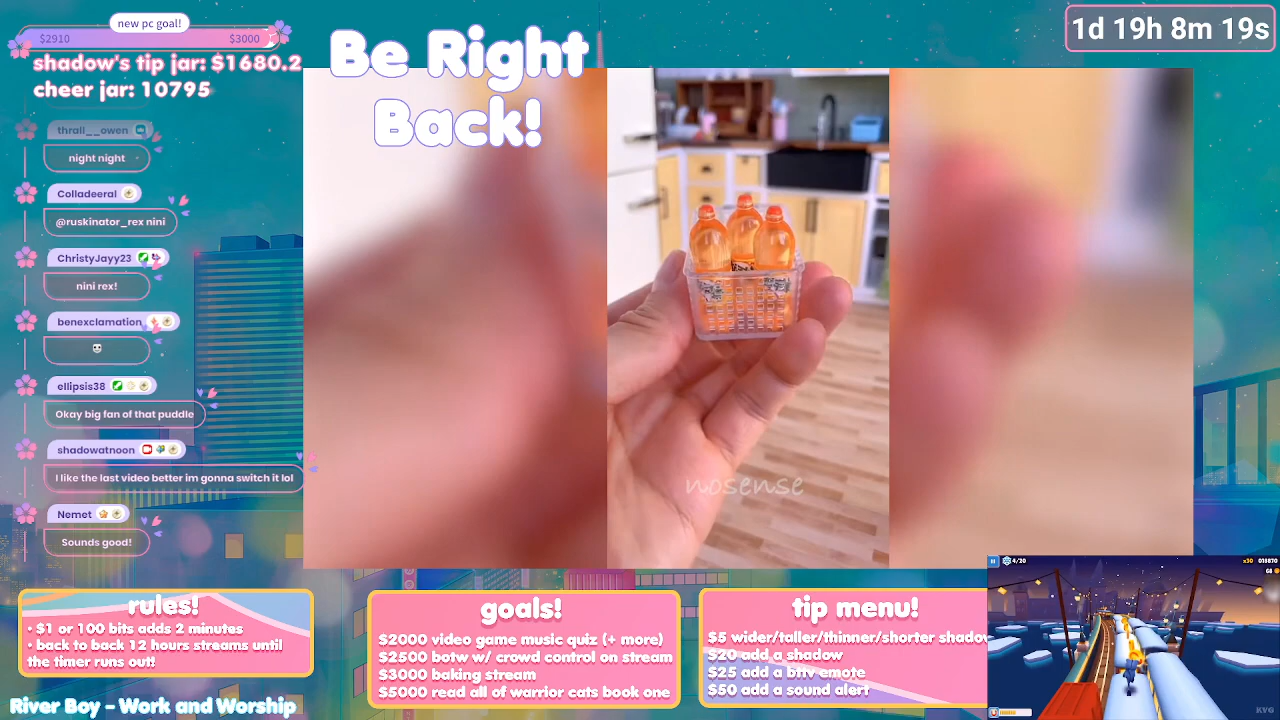 new pc goal!
$2910
$3000
shadow's tip jar: $1680.2
cheer jar: 10795
Be Right
Back!
1d 19h 8m 19s
thrall__owen
night night
Colladeeral
@ruskinator_rex nini
ChristyJayy23
nini rex!
benexclamation
ellipsis38
Okay big fan of that puddle
shadowatnoon
I like the last video better im gonna switch it lol
Nemet
Sounds good!
nosense
rules!
• $1 or 100 bits adds 2 minutes
• back to back 12 hours streams until
the timer runs out!
goals!
$2000 video game music quiz (+ more)
$2500 botw w/ crowd control on stream
$3000 baking stream
$5000 read all of warrior cats book one
tip menu!
$5 wider/taller/thinner/shorter shadow
$20 add a shadow
$25 add a bttv emote
$50 add a sound alert
4/20
x30
KVG
River Boy - Work and Worship